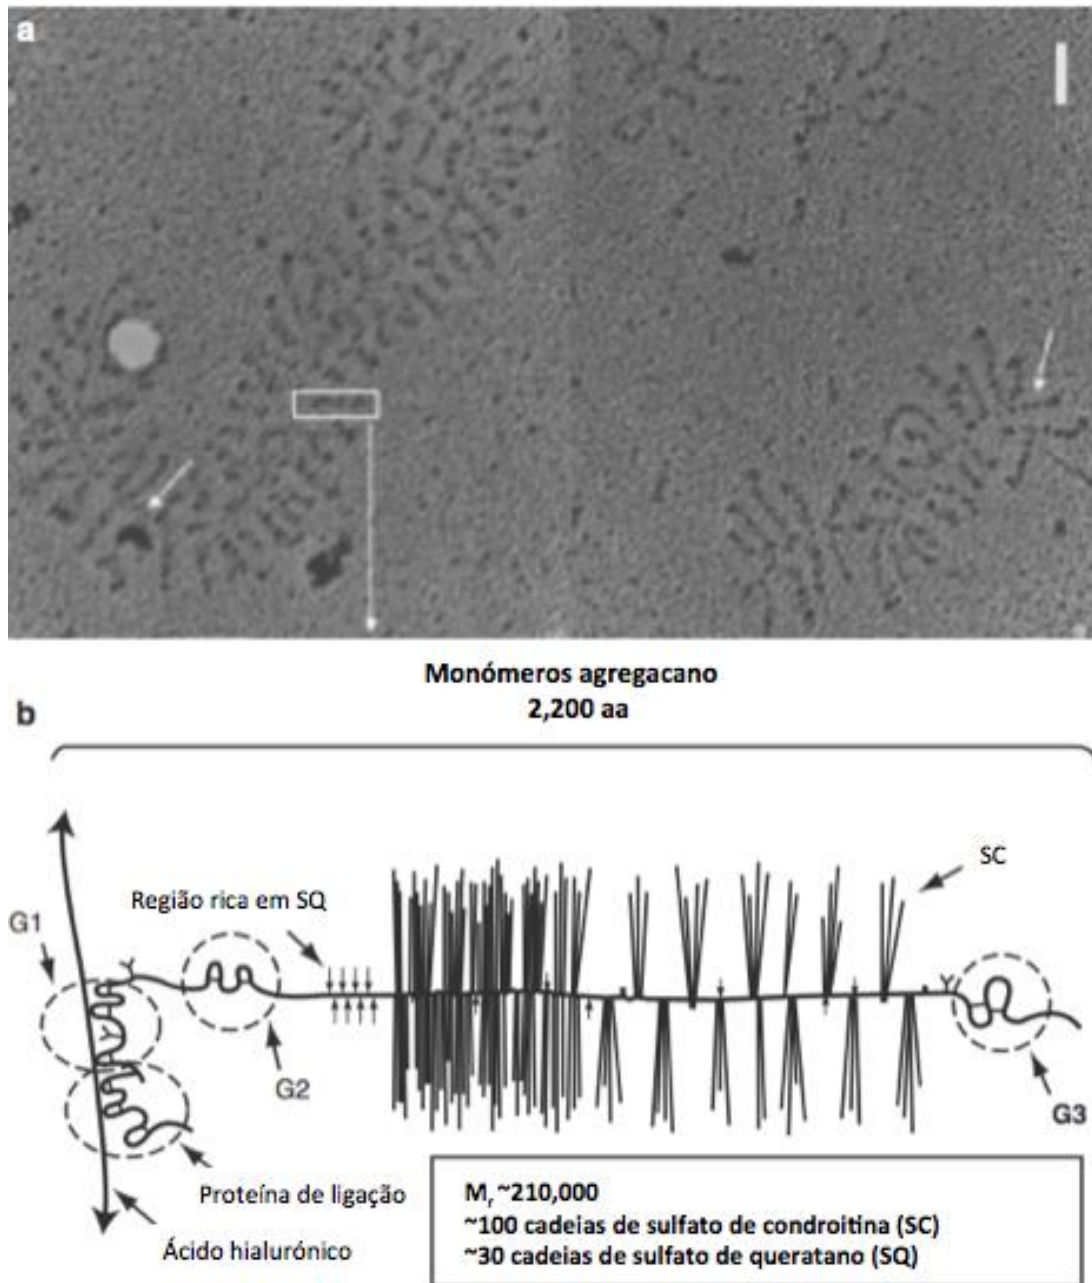 a
Monómeros agregacano
2,200 aa
b
SC
Região rica em SQ
G1
G2
G3
Proteína de ligação
Ácido hialurónico
Mr ~210,000
~100 cadeias de sulfato de condroitina (SC)
~30 cadeias de sulfato de queratano (SQ)